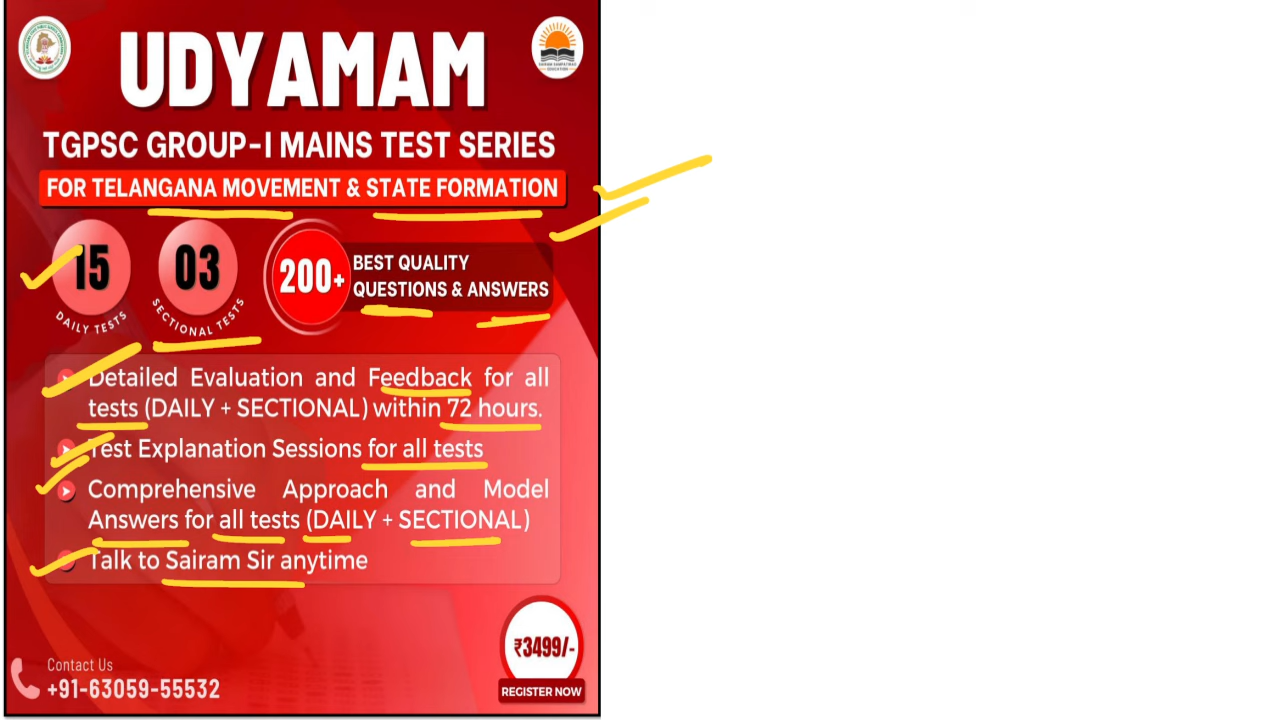 UDYAMAM
TGPSC GROUP-I MAINS TEST SERIES
FOR TELANGANA MOVEMENT & STATE FORMATION
15
DAILY TESTS
03
SECTIONAL TESTS
200+
BEST QUALITY
QUESTIONS & ANSWERS
Detailed Evaluation and Feedback for all
tests (DAILY + SECTIONAL) within 72 hours.
Test Explanation Sessions for all tests
Comprehensive Approach and Model
Answers for all tests (DAILY + SECTIONAL)
Talk to Sairam Sir anytime
₹3499/-
REGISTER NOW
Contact Us
+91-63059-55532